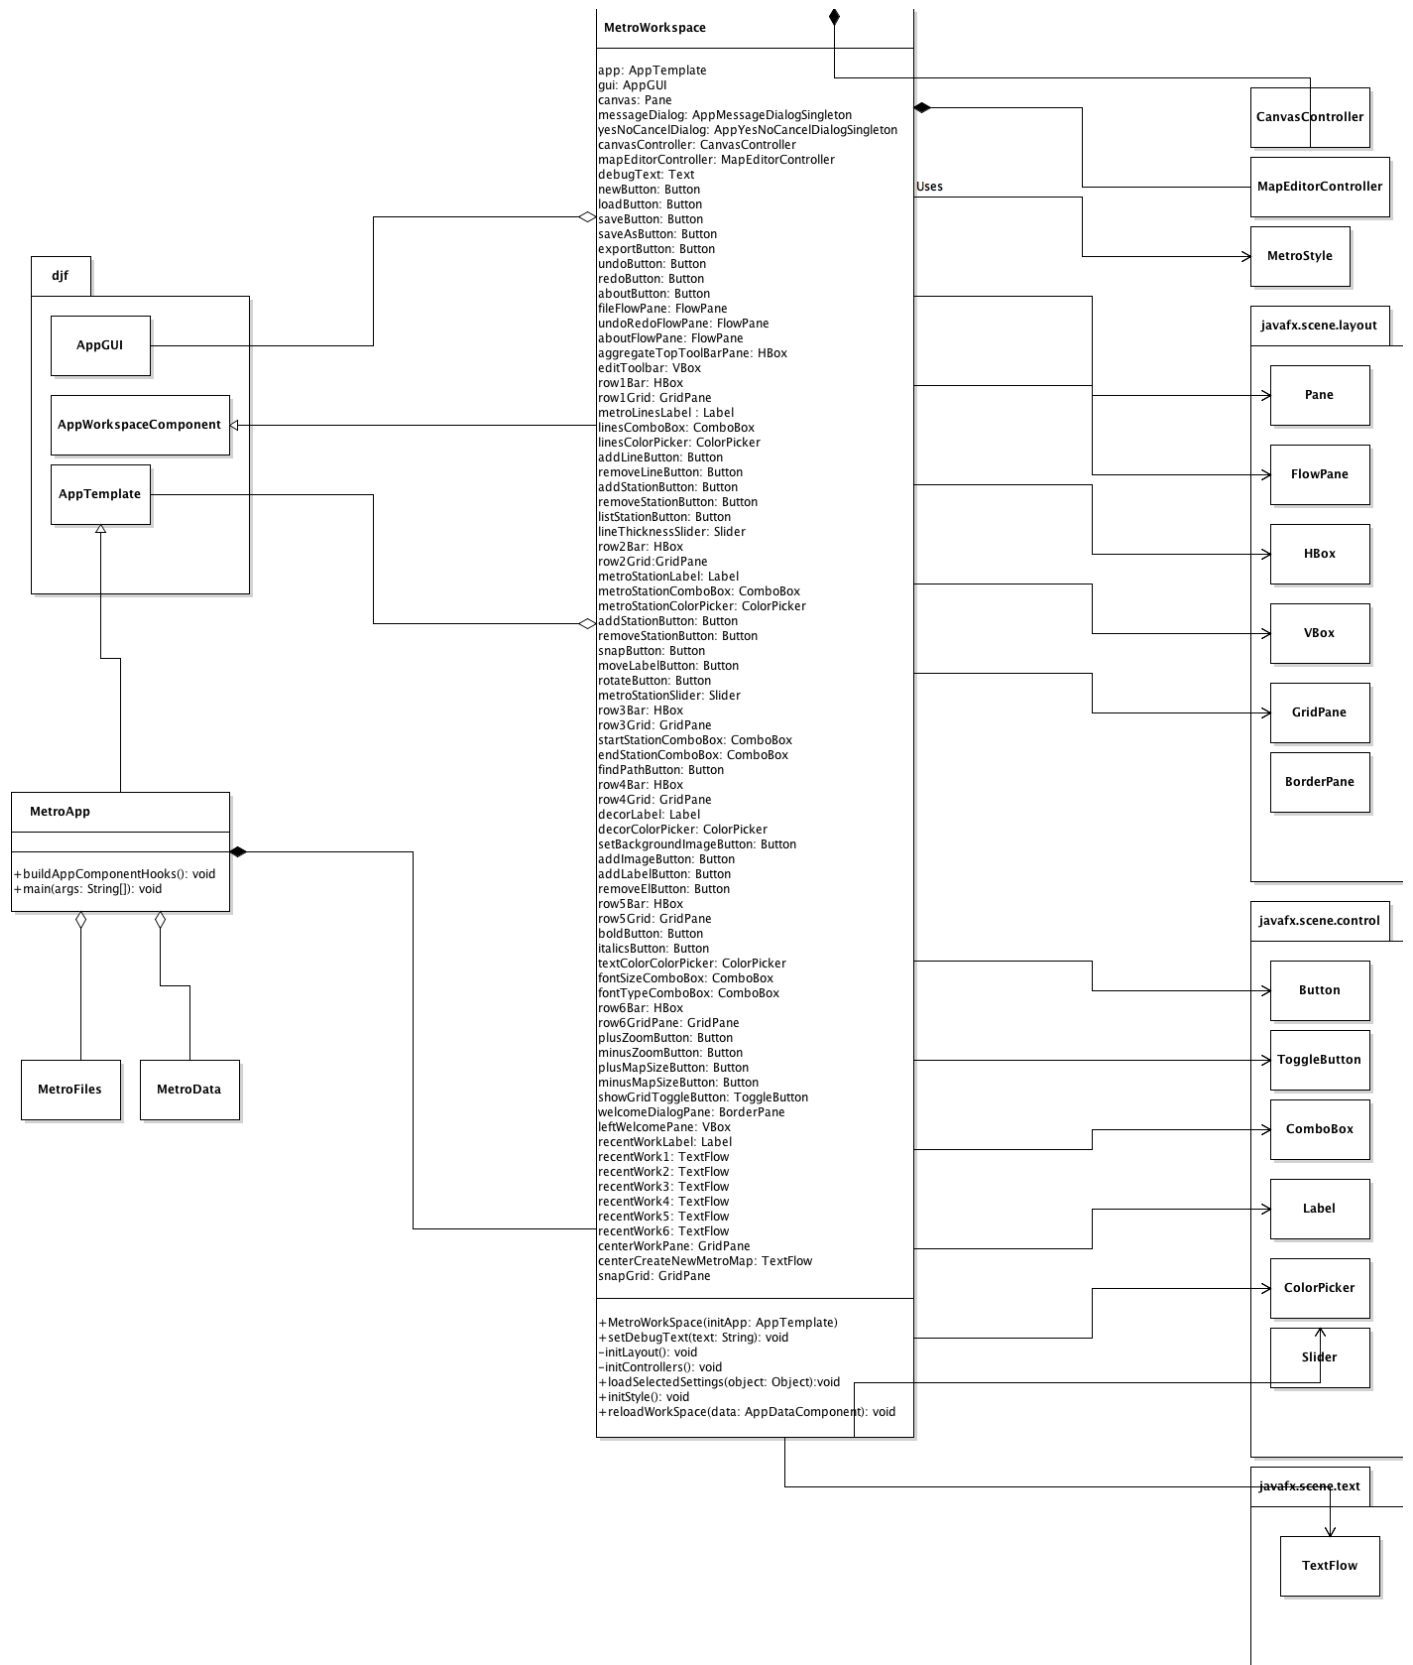 MetroWorkspace
app: AppTemplate
gui: AppGUI
canvas: Pane
messageDialog: AppMessageDialogSingleton
yesNoCancelDialog: AppYesNoCancelDialogSingleton
canvasController: CanvasController
mapEditorController: MapEditorController
debugText: Text
newButton: Button
loadButton: Button
saveButton: Button
saveAsButton: Button
exportButton: Button
undoButton: Button
redoButton: Button
aboutButton: Button
fileFlowPane: FlowPane
undoRedoFlowPane: FlowPane
aboutFlowPane: FlowPane
aggregateTopToolBarPane: HBox
editToolbar: VBox
row1Bar: HBox
row1Grid: GridPane
metroLinesLabel : Label
linesComboBox: ComboBox
linesColorPicker: ColorPicker
addLineButton: Button
removeLineButton: Button
addStationButton: Button
removeStationButton: Button
listStationButton: Button
lineThicknessSlider: Slider
row2Bar: HBox
row2Grid:GridPane
metroStationLabel: Label
metroStationComboBox: ComboBox
metroStationColorPicker: ColorPicker
addStationButton: Button
removeStationButton: Button
snapButton: Button
moveLabelButton: Button
rotateButton: Button
metroStationSlider: Slider
row3Bar: HBox
row3Grid: GridPane
startStationComboBox: ComboBox
endStationComboBox: ComboBox
findPathButton: Button
row4Bar: HBox
row4Grid: GridPane
decorLabel: Label
decorColorPicker: ColorPicker
setBackgroundImageButton: Button
addImageButton: Button
addLabelButton: Button
removeElButton: Button
row5Bar: HBox
row5Grid: GridPane
boldButton: Button
italicsButton: Button
textColorColorPicker: ColorPicker
fontSizeComboBox: ComboBox
fontTypeComboBox: ComboBox
row6Bar: HBox
row6GridPane: GridPane
plusZoomButton: Button
minusZoomButton: Button
plusMapSizeButton: Button
minusMapSizeButton: Button
showGridToggleButton: ToggleButton
welcomeDialogPane: BorderPane
leftWelcomePane: VBox
recentWorkLabel: Label
recentWork1: TextFlow
recentWork2: TextFlow
recentWork3: TextFlow
recentWork4: TextFlow
recentWork5: TextFlow
recentWork6: TextFlow
centerWorkPane: GridPane
centerCreateNewMetroMap: TextFlow
snapGrid: GridPane
+MetroWorkSpace(initApp: AppTemplate)
+setDebugText(text: String): void
-initLayout(): void
-initControllers(): void
+loadSelectedSettings(object: Object):void
+initStyle(): void
+reloadWorkSpace(data: AppDataComponent): void
djf
AppGUI
AppWorkspaceComponent
AppTemplate
MetroApp
+buildAppComponentHooks(): void
+main(args: String[]): void
MetroFiles
MetroData
CanvasController
MapEditorController
Uses
MetroStyle
javafx.scene.layout
Pane
FlowPane
HBox
VBox
GridPane
BorderPane
javafx.scene.control
Button
ToggleButton
ComboBox
Label
ColorPicker
Slider
javafx.scene.text
TextFlow